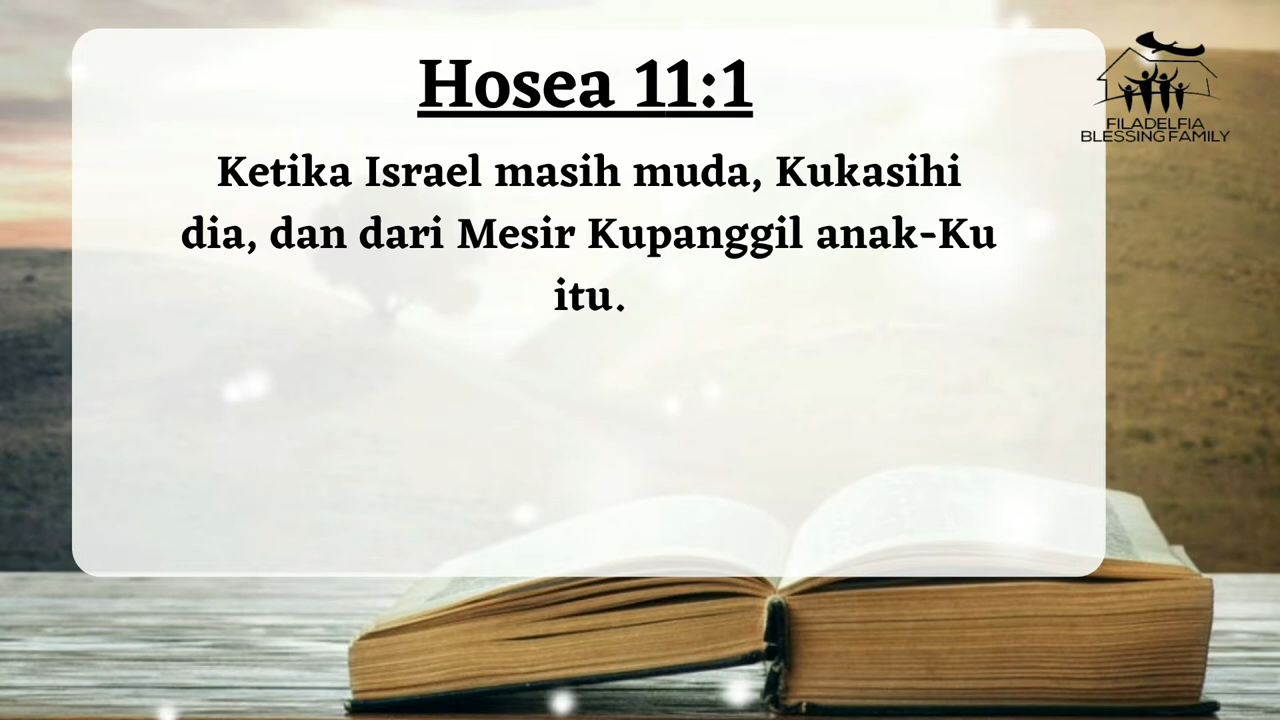 Hosea 11:1
Ketika Israel masih muda, Kukasihi
dia, dan dari Mesir Kupanggil anak-Ku
itu.
FILADELFIA
BLESSING FAMILY